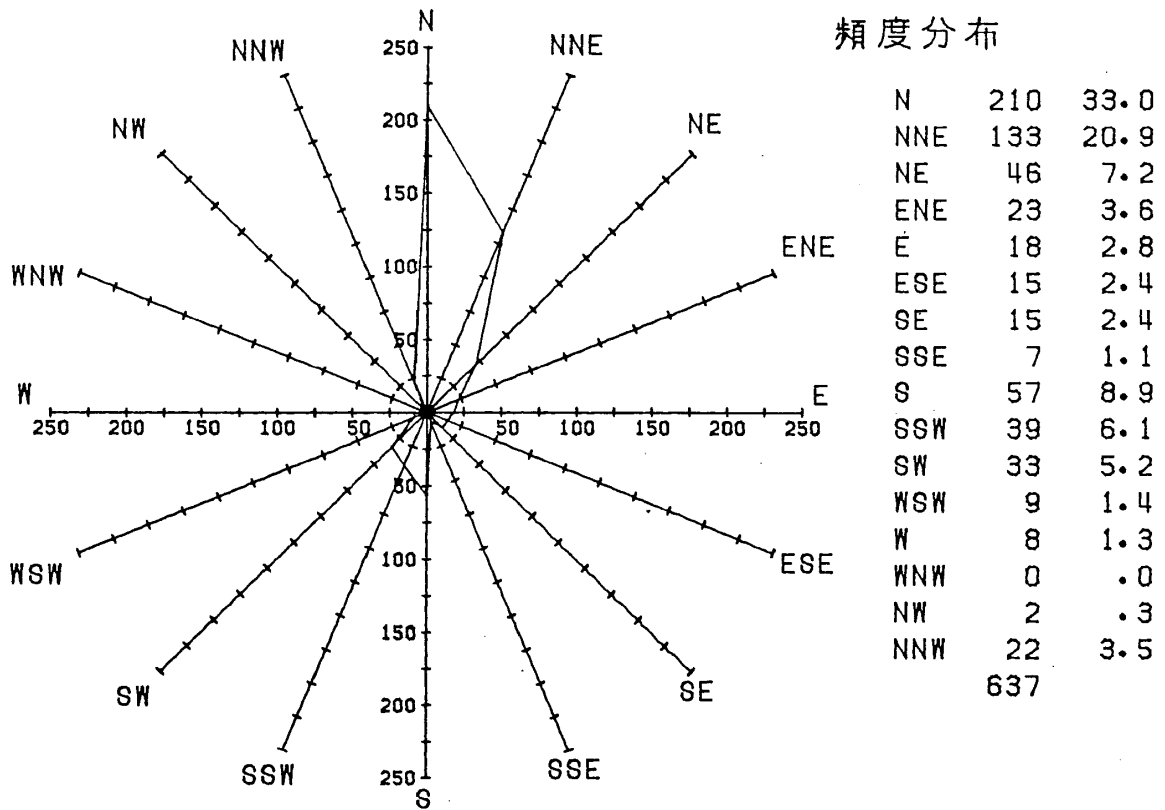 頻度分布
N 210 33.0
NNE 133 20.9
NE 46 7.2
ENE 23 3.6
E 18 2.8
ESE 15 2.4
SE 15 2.4
SSE 7 1.1
S 57 8.9
SSW 39 6.1
SW 33 5.2
WSW 9 1.4
W 8 1.3
WNW 0 .0
NW 2 .3
NNW 22 3.5
637
N
NNW
NNE
NW
NE
WNW
ENE
W
E
WSW
ESE
SW
SE
SSW
SSE
S
250
200
150
100
50
250 200 150 100 50 50 100 150 200 250
50
100
150
200
250